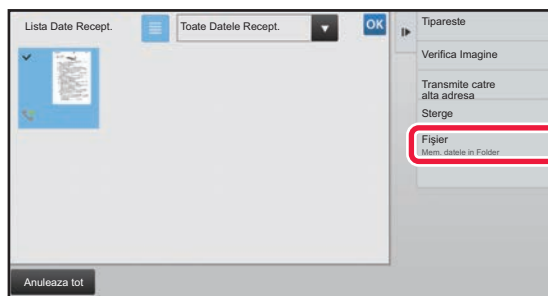 Lista Date Recept.
Toate Datele Recept.
OK
Tipareste
Verifica Imagine
Transmite catre
alta adresa
Sterge
Fişier
Mem. datele in Folder
Anuleaza tot